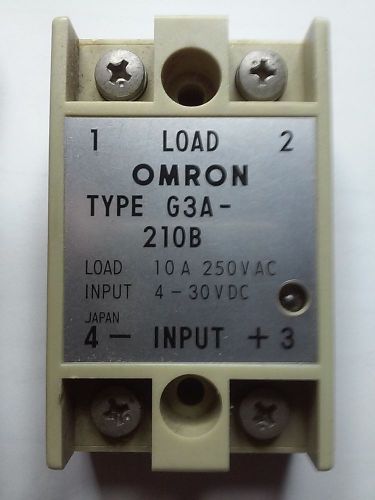 1 LOAD 2
OMRON
TYPE G3A-
210B
LOAD 10A 250VAC
INPUT 4-30VDC
JAPAN
4 - INPUT + 3